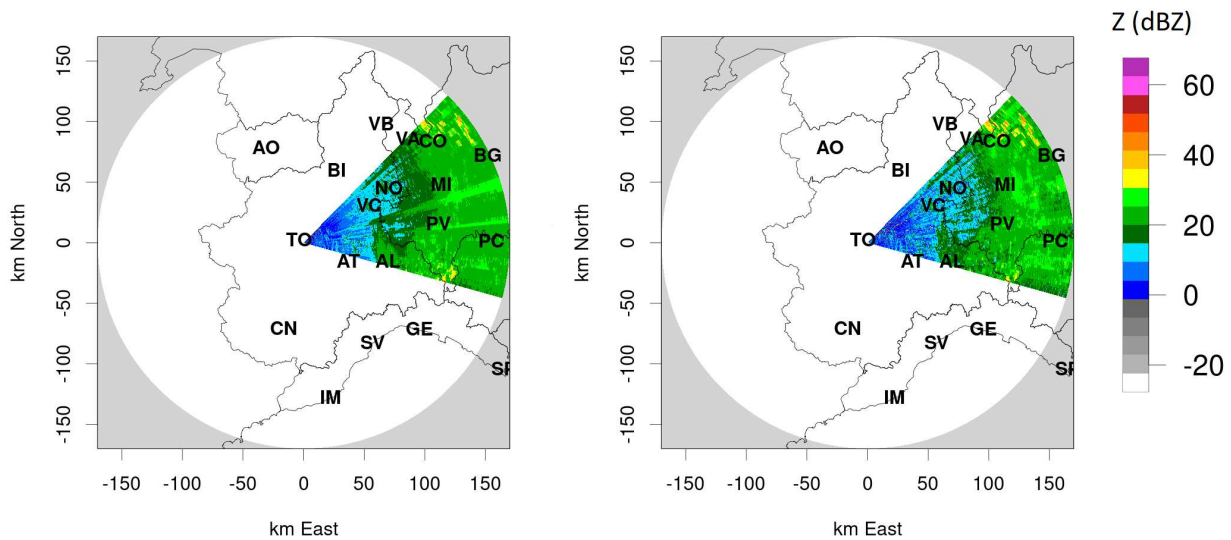 Z (dBZ)
150
100
50
0
-50
-100
-150
km North
VB
VA
CO
AO
BG
BI
NO
MI
VC
PV
TO
PC
AT
AL
CN
GE
SV
IM
-150
-100
-50
0
50
100
150
km East
150
100
50
0
-50
-100
-150
km North
VB
VA
CO
AO
BG
BI
NO
MI
VC
PV
TO
PC
AT
AL
CN
GE
SV
IM
-150
-100
-50
0
50
100
150
km East
60
40
20
0
-20